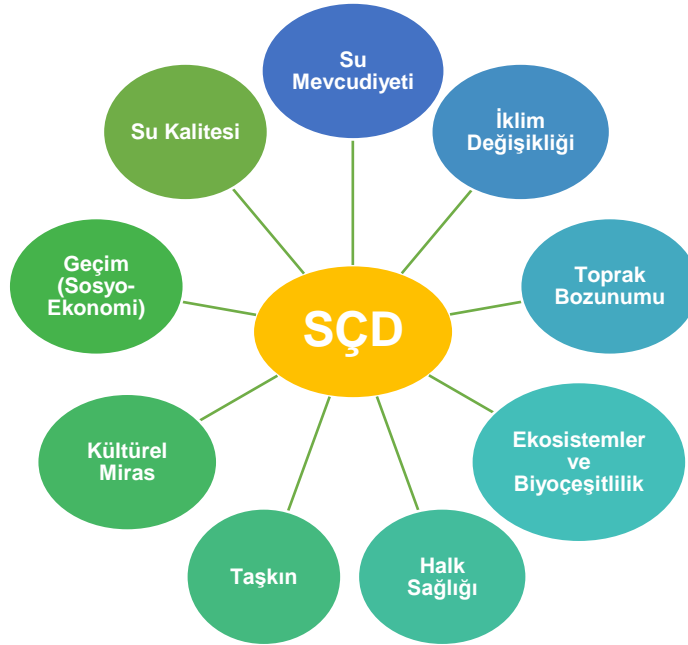 Su
Mevcudiyeti
İklim
Değişikliği
Toprak
Bozunumu
Ekosistemler
ve
Biyoçeşitlilik
Halk
Sağlığı
Taşkın
Kültürel
Miras
Geçim
(Sosyo-
Ekonomi)
Su Kalitesi
SÇD